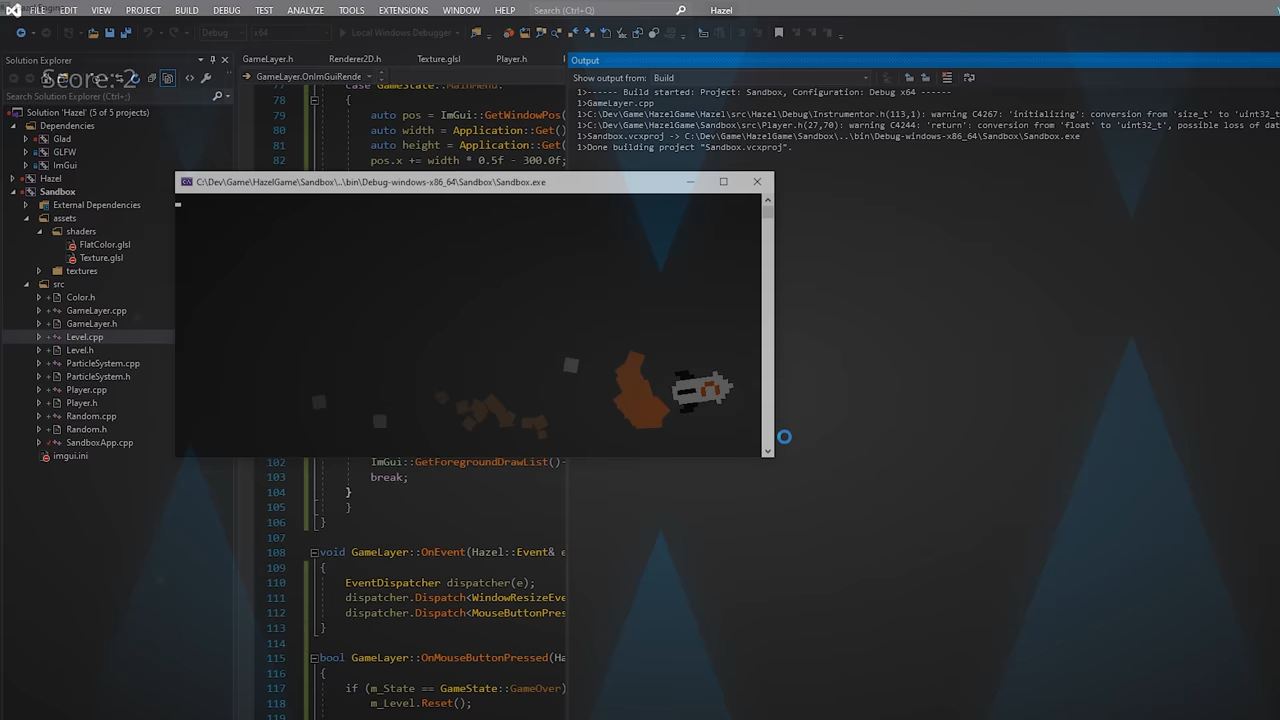 FILE EDIT VIEW PROJECT BUILD DEBUG TEST ANALYZE TOOLS EXTENSIONS WINDOW HELP Search (Ctrl+Q) Hazel
Debug x64 Local Windows Debugger
Solution Explorer
Score: 2
Search Solution Explorer (Ctrl+;)
Solution 'Hazel' (5 of 5 projects)
Dependencies
Glad
GLFW
ImGui
Hazel
Sandbox
External Dependencies
assets
shaders
FlatColor.glsl
Texture.glsl
textures
src
Color.h
GameLayer.cpp
GameLayer.h
Level.cpp
Level.h
ParticleSystem.cpp
ParticleSystem.h
Player.cpp
Player.h
Random.cpp
Random.h
SandboxApp.cpp
imgui.ini
GameLayer.h Renderer2D.h Texture.glsl Player.h
GameLayer.OnImGuiRende
case GameState::MainMenu:
78 {
79 auto pos = ImGui::GetWindowPos(
80 auto width = Application::Get()
81 auto height = Application::Get(
82 pos.x += width * 0.5f - 300.0f;
C:\Dev\Game\HazelGame\Sandbox\..\bin\Debug-windows-x86_64\Sandbox\Sandbox.exe
102 ImGui::GetForegroundDrawList()-
103 break;
104 }
105 }
106 }
107
108 void GameLayer::OnEvent(Hazel::Event& e
109 {
110 EventDispatcher dispatcher(e);
111 dispatcher.Dispatch<WindowResizeEve
112 dispatcher.Dispatch<MouseButtonPres
113 }
114
115 bool GameLayer::OnMouseButtonPressed(Ha
116 {
117 if (m_State == GameState::GameOver)
118 m_Level.Reset();
119
Output
Show output from: Build
1>------ Build started: Project: Sandbox, Configuration: Debug x64 ------
1>GameLayer.cpp
1>C:\Dev\Game\HazelGame\Hazel\src\Hazel\Debug\Instrumentor.h(113,1): warning C4267: 'initializing': conversion from 'size_t' to 'uint32_t
1>C:\Dev\Game\HazelGame\Sandbox\src\Player.h(27,70): warning C4244: 'return': conversion from 'float' to 'uint32_t', possible loss of dat
1>Sandbox.vcxproj -> C:\Dev\Game\HazelGame\Sandbox\..\bin\Debug-windows-x86_64\Sandbox\Sandbox.exe
1>Done building project "Sandbox.vcxproj".